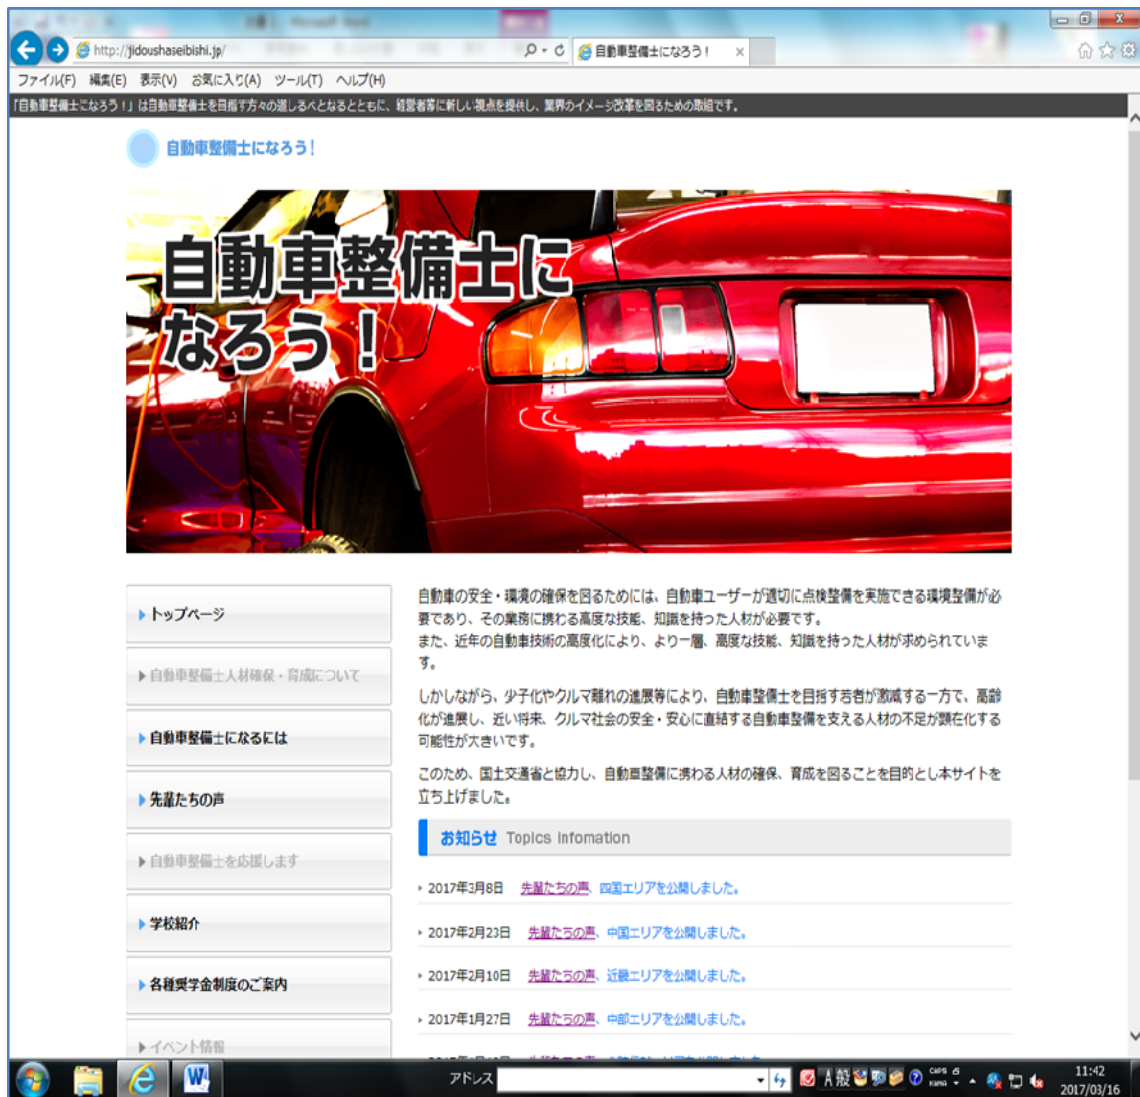 http://jidoushaseibishi.jp/
自動車整備士になろう！
ファイル(F) 編集(E) 表示(V) お気に入り(A) ツール(T) ヘルプ(H)
「自動車整備士になろう！」は自動車整備士を目指す方々の道しるべとなるとともに、経営者等に新しい視点を提供し、業界のイメージ改革を図るための取組です。
自動車整備士になろう！
自動車整備士に
なろう！
トップページ
自動車整備士人材確保・育成について
自動車整備士になるには
先輩たちの声
自動車整備士を応援します
学校紹介
各種奨学金制度のご案内
イベント情報
自動車の安全・環境の確保を図るためには、自動車ユーザーが適切に点検整備を実施できる環境整備が必
要であり、その業務に携わる高度な技能、知識を持った人材が必要です。
また、近年の自動車技術の高度化により、より一層、高度な技能、知識を持った人材が求められていま
す。
しかしながら、少子化やクルマ離れの進展等により、自動車整備士を目指す若者が激減する一方で、高齢
化が進展し、近い将来、クルマ社会の安全・安心に直結する自動車整備を支える人材の不足が顕在化する
可能性が大きいです。
このため、国土交通省と協力し、自動車整備に携わる人材の確保、育成を図ることを目的とし本サイトを
立ち上げました。
お知らせ Topics Infomation
2017年3月8日 先輩たちの声、四国エリアを公開しました。
2017年2月23日 先輩たちの声、中国エリアを公開しました。
2017年2月10日 先輩たちの声、近畿エリアを公開しました。
2017年1月27日 先輩たちの声、中部エリアを公開しました。
アドレス
A 般
CAPS
KANA
11:42
2017/03/16